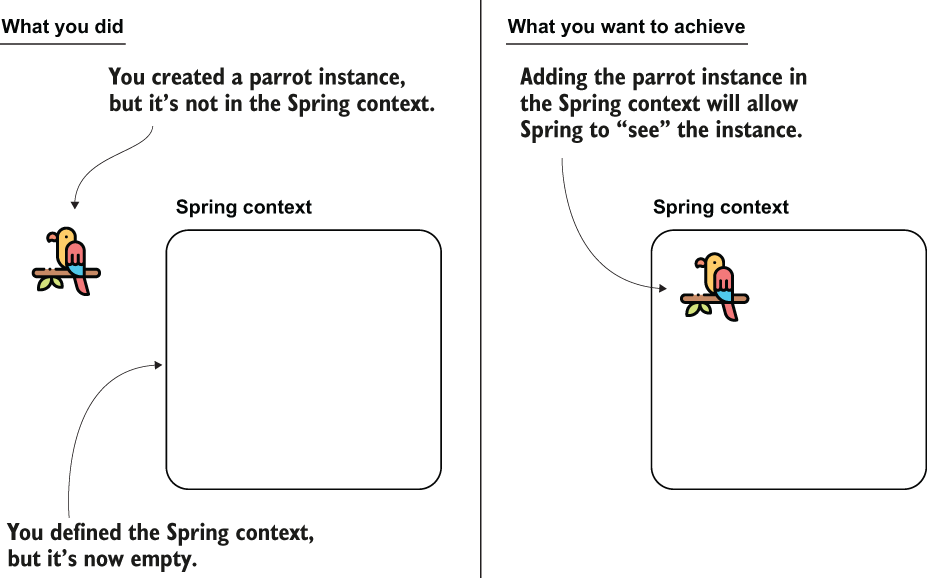 What you did
You created a parrot instance,
but it’s not in the Spring context.
Spring context
You defined the Spring context,
but it’s now empty.
What you want to achieve
Adding the parrot instance in
the Spring context will allow
Spring to “see” the instance.
Spring context